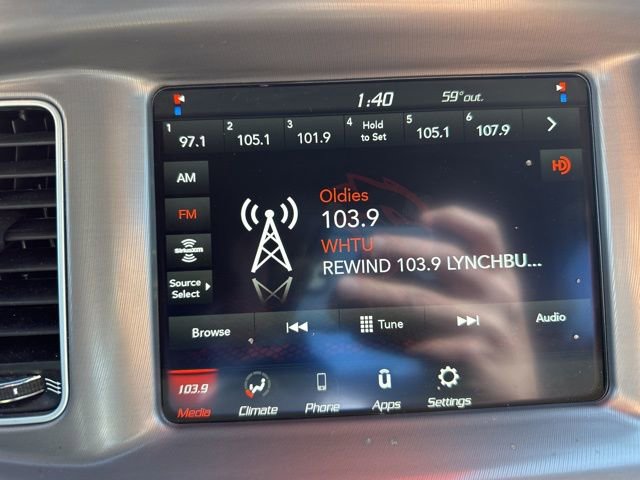 1:40 59° out.
1 97.1 2 105.1 3 101.9 4 Hold to Set 5 105.1 6 107.9
AM
HD
FM
Oldies
103.9
SiriusXM
WHTU
REWIND 103.9 LYNCHBU...
Source
Select
Browse Tune Audio
103.9
Media Climate Phone Apps Settings